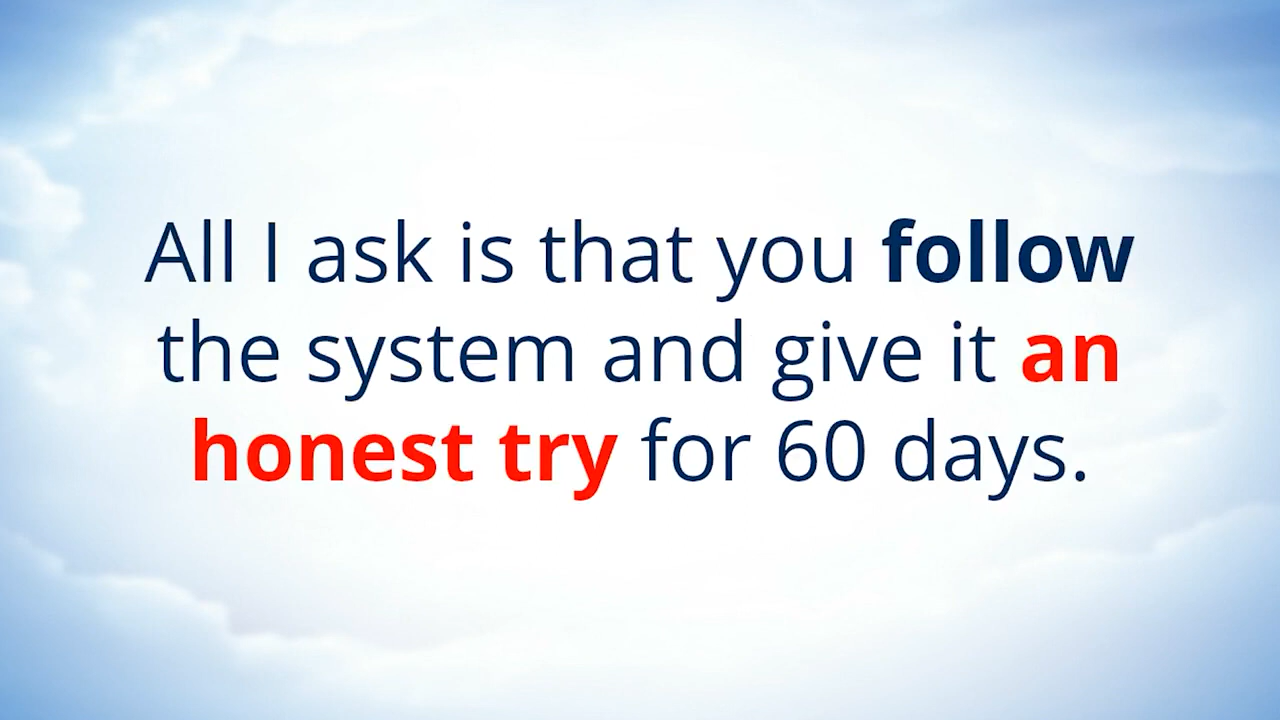 All I ask is that you follow
the system and give it an
honest try for 60 days.